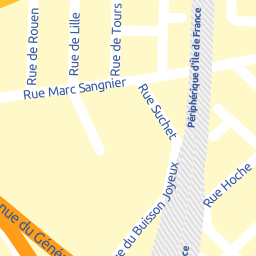 Rue de Rouen
Rue de Lille
Rue de Tours
Périphérique d'Île de France
Rue Marc Sangnier
Rue Suchet
Rue Hoche
du Buisson Joyeux
du Géné